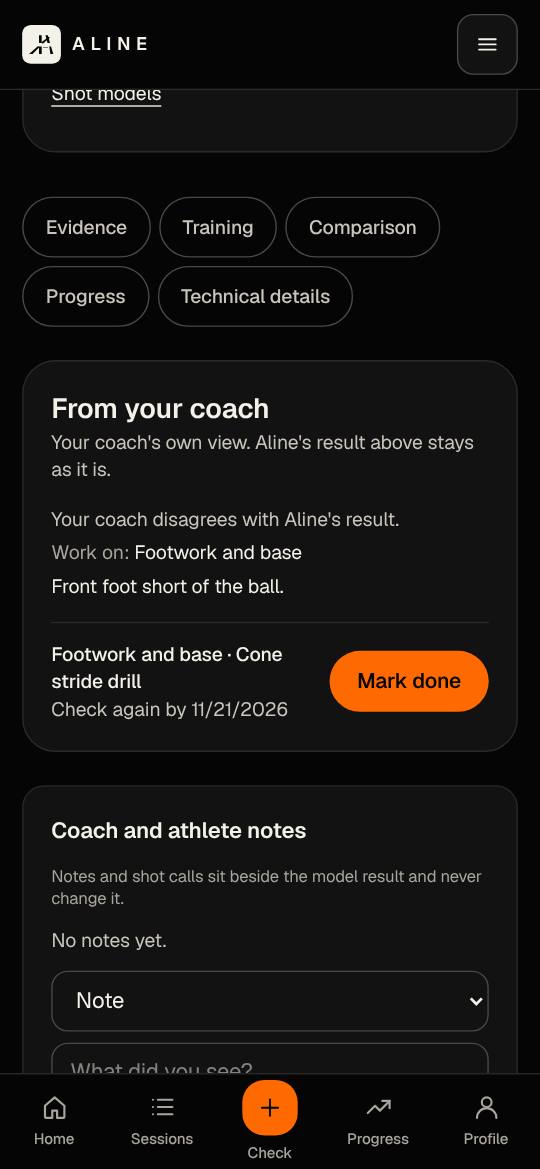 ALINE
Shot models
Evidence
Training
Comparison
Progress
Technical details
From your coach
Your coach's own view. Aline's result above stays
as it is.
Your coach disagrees with Aline's result.
Work on: Footwork and base
Front foot short of the ball.
Footwork and base · Cone
stride drill
Check again by 11/21/2026
Mark done
Coach and athlete notes
Notes and shot calls sit beside the model result and never
change it.
No notes yet.
Note
What did you see?
Home
Sessions
Check
Progress
Profile